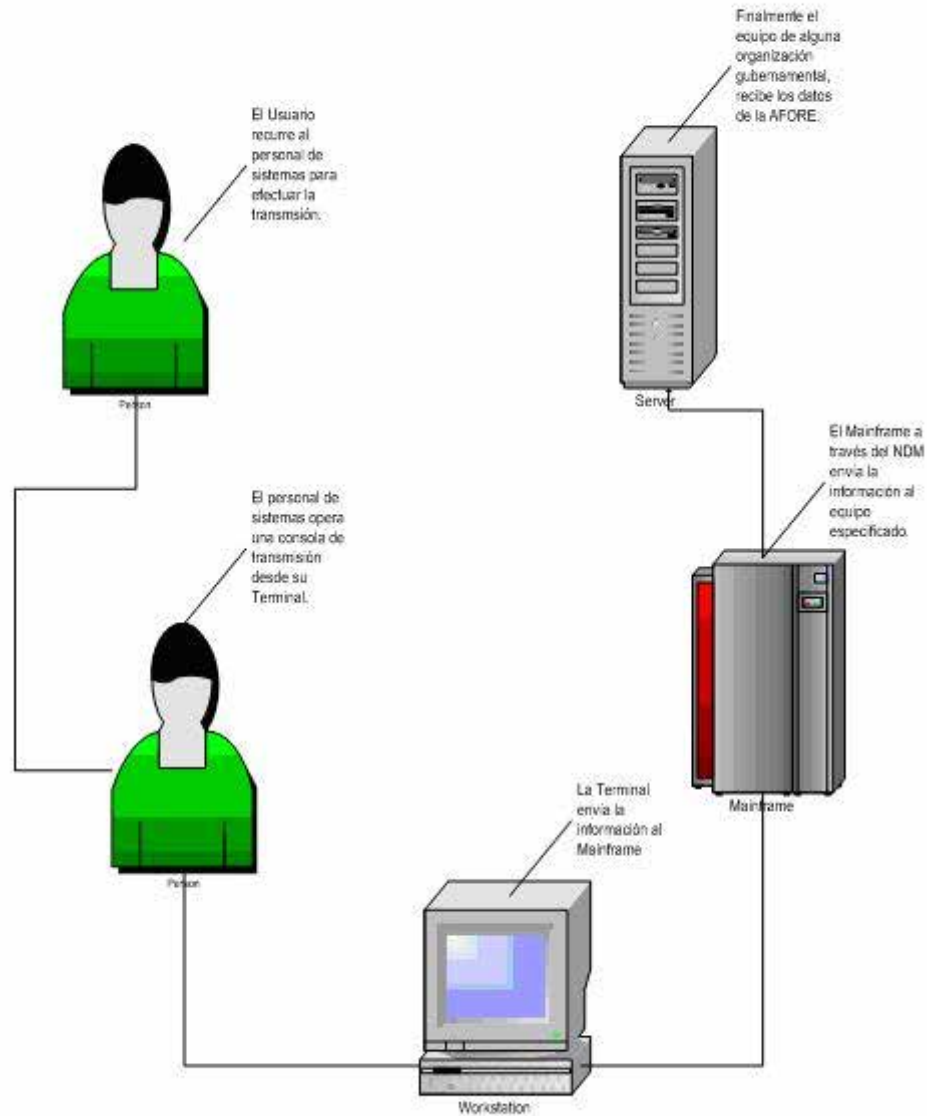 Finalmente el
equipo de alguna
organización
gubernamental,
recibe los datos
de la AFORE.
El Usuario
recurre al
personal de
sistemas para
efectuar la
transmsión.
Person
Server
El Mainframe a
través del NDM
envía la
información al
equipo
especificado.
El personal de
sistemas opera
una consola de
transmisión
desde su
Terminal.
Person
Mainframe
La Terminal
envía la
información al
Mainframe
Workstation